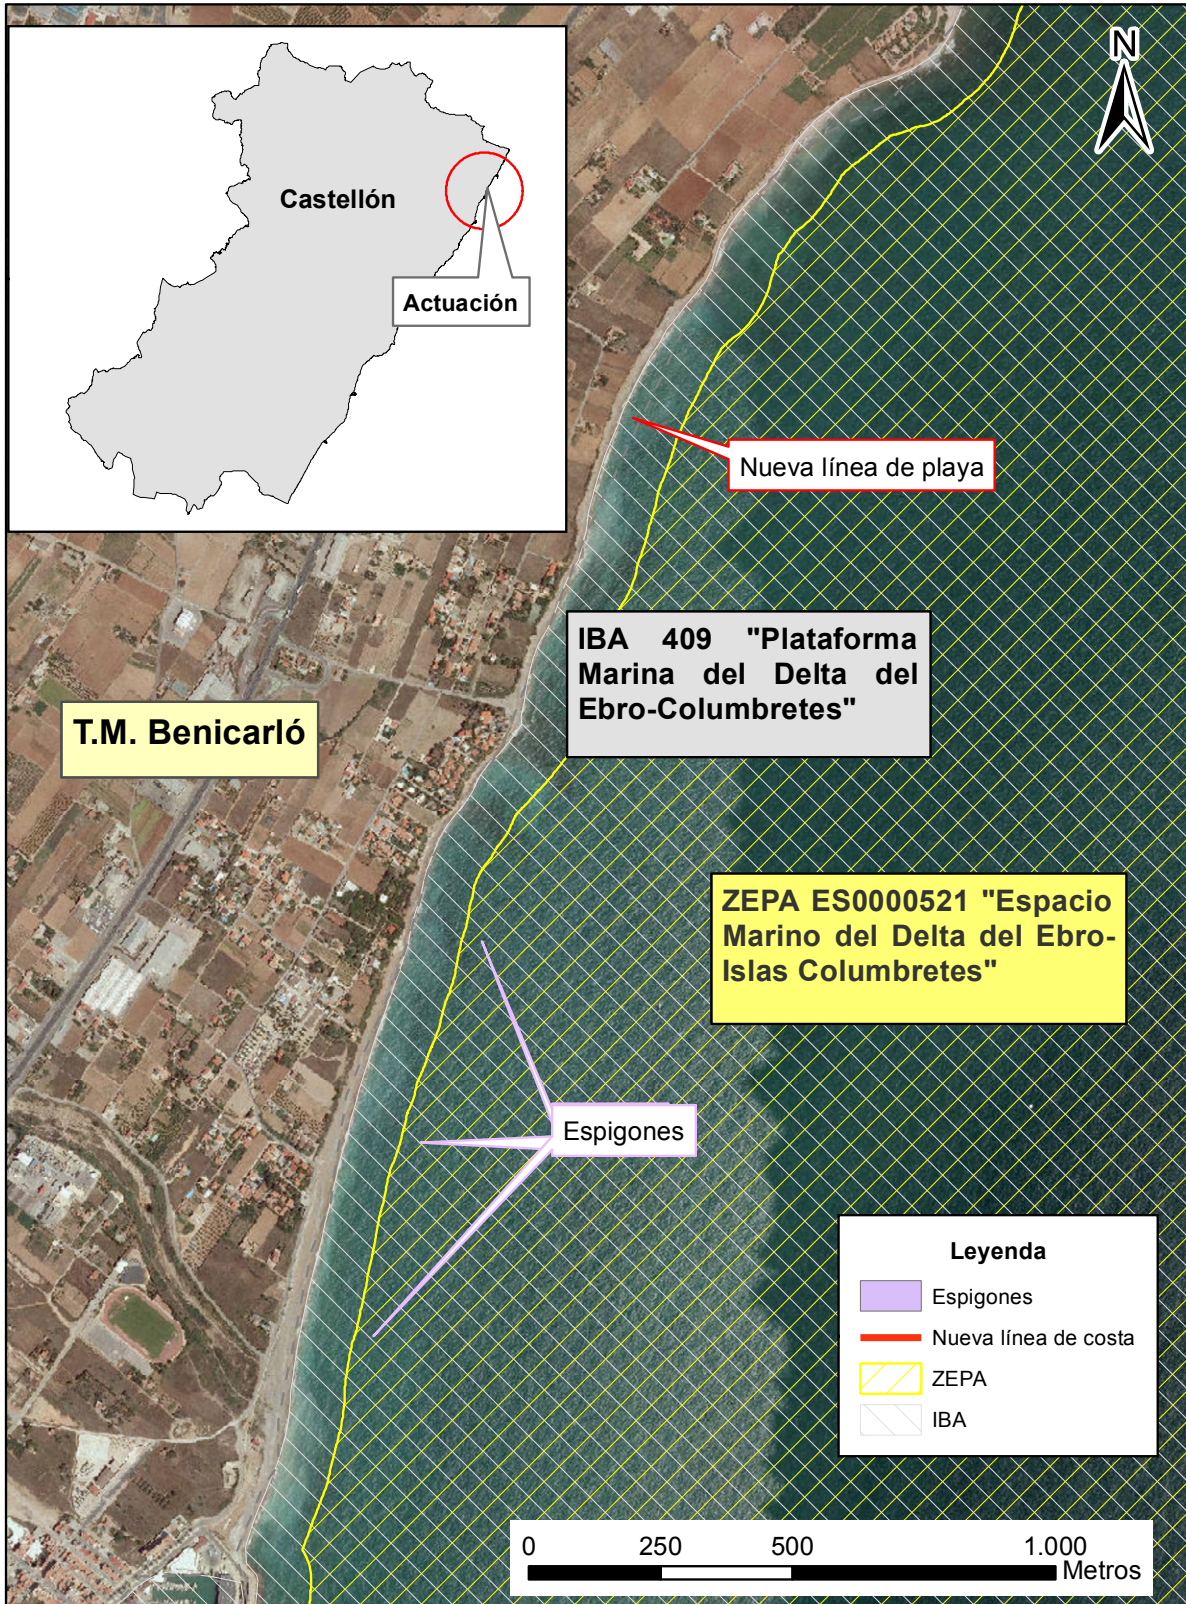 N
Castellón
Actuación
Nueva línea de playa
IBA 409 "Plataforma
Marina del Delta del
Ebro-Columbretes"
T.M. Benicarló
ZEPA ES0000521 "Espacio
Marino del Delta del Ebro-
Islas Columbretes"
Espigones
Leyenda
Espigones
Nueva línea de costa
ZEPA
IBA
0 250 500 1.000
Metros